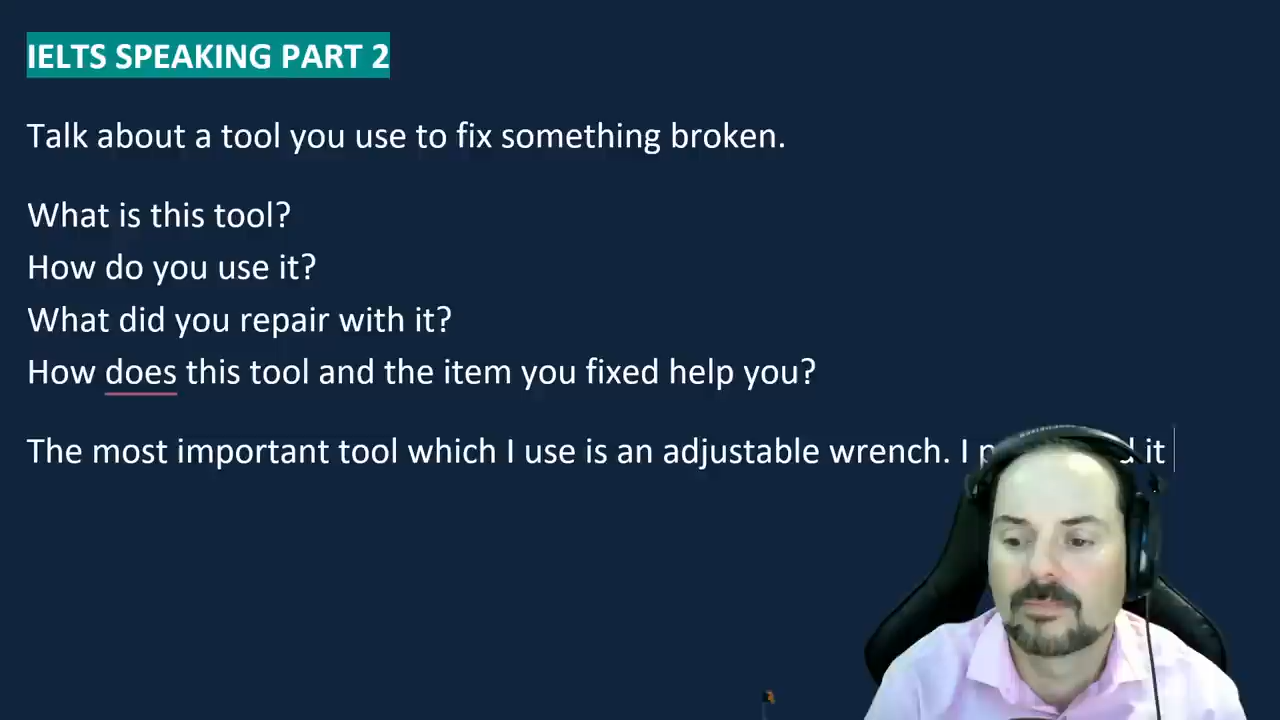 IELTS SPEAKING PART 2
Talk about a tool you use to fix something broken.
What is this tool?
How do you use it?
What did you repair with it?
How does this tool and the item you fixed help you?
The most important tool which I use is an adjustable wrench. I it